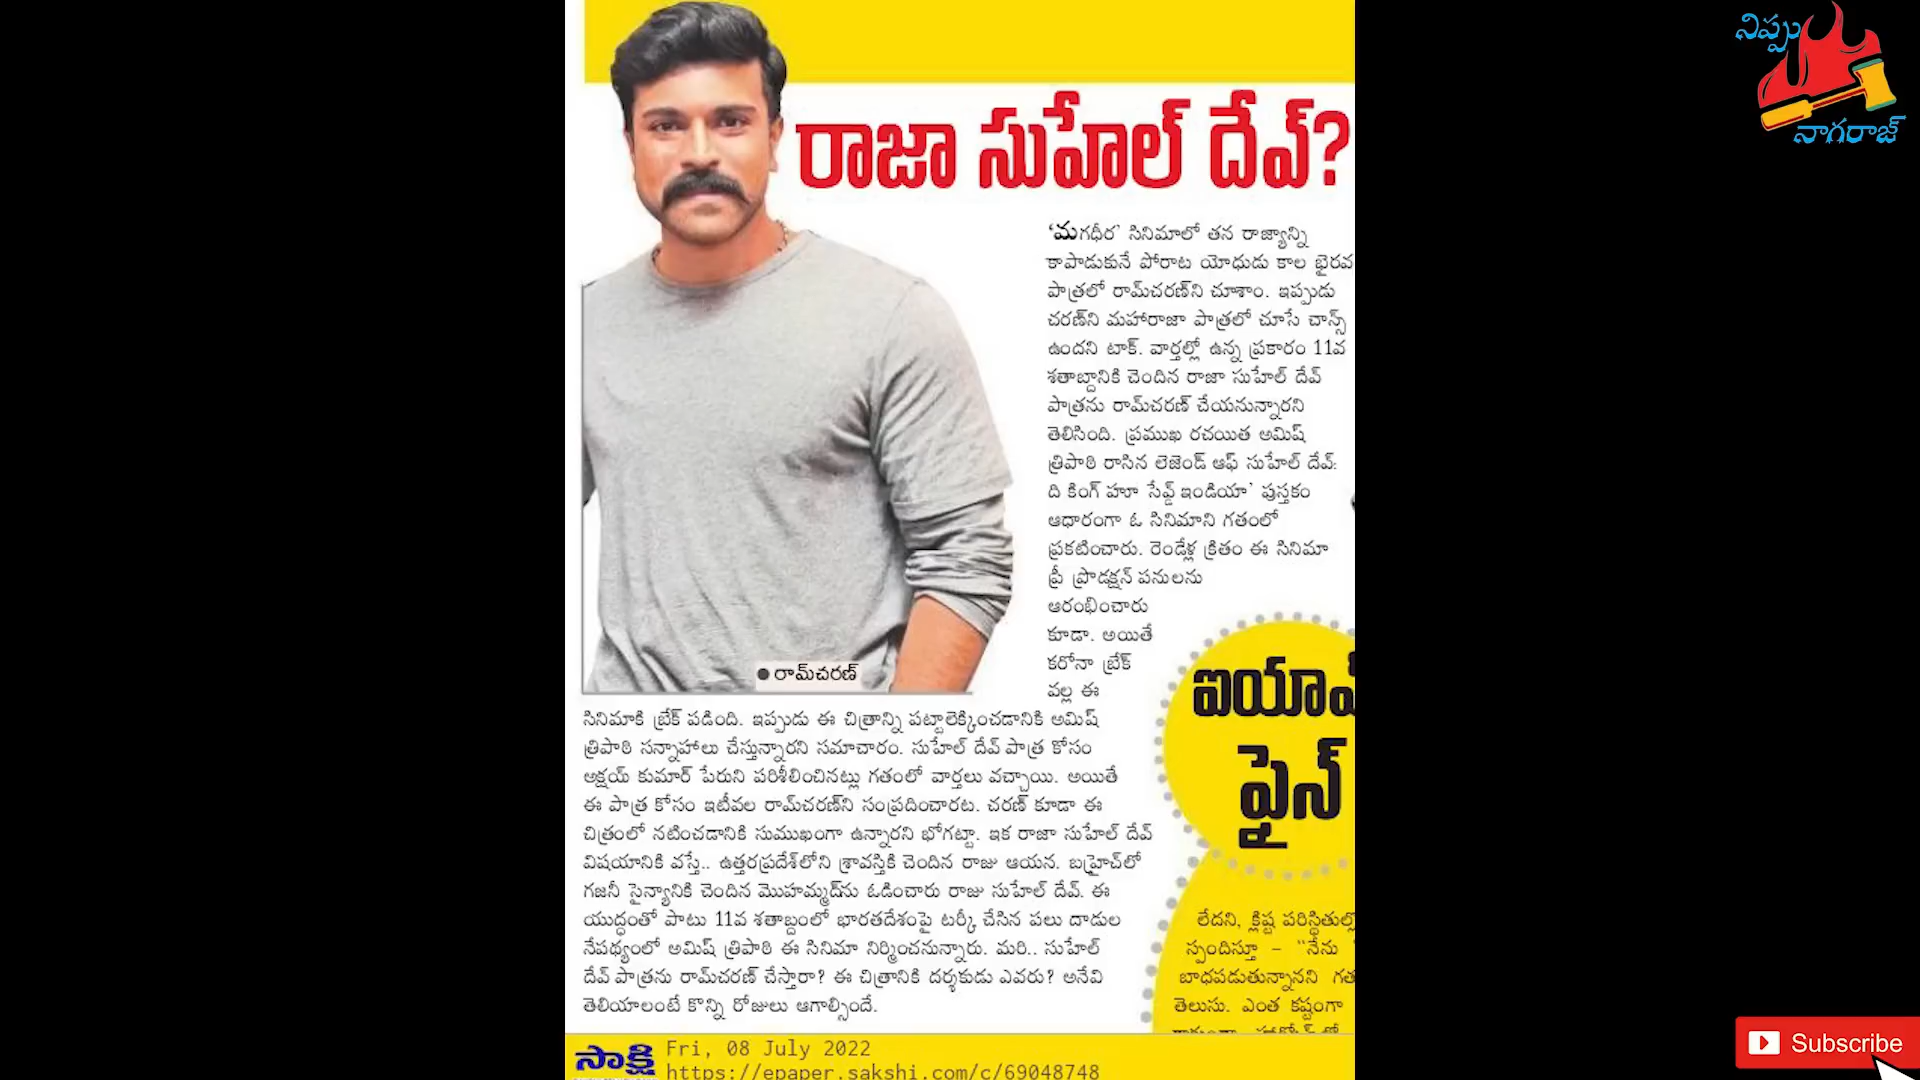 నిప్పు
నాగరాజ్
రాజా సుహేల్ దేవ్?
‘మగధీర’ సినిమాలో తన రాజ్యాన్ని
కాపాడుకునే పోరాట యోధుడు కాల భైరవ
పాత్రలో రామ్‌చరణ్‌ని చూశాం. ఇప్పుడు
చరణ్‌ని మహారాజా పాత్రలో చూసే చాన్స్
ఉందని టాక్. వార్తల్లో ఉన్న ప్రకారం 11వ
శతాబ్దానికి చెందిన రాజా సుహేల్ దేవ్
పాత్రను రామ్‌చరణ్ చేయనున్నారని
తెలిసింది. ప్రముఖ రచయిత అమిష్
త్రిపాఠి రాసిన లెజెండ్ ఆఫ్ సుహేల్ దేవ్:
ది కింగ్ హూ సేవ్డ్ ఇండియా’ పుస్తకం
ఆధారంగా ఓ సినిమాని గతంలో
ప్రకటించారు. రెండేళ్ల క్రితం ఈ సినిమా
ప్రీ ప్రొడక్షన్ పనులను
ఆరంభించారు
కూడా. అయితే
కరోనా బ్రేక్
వల్ల ఈ
సినిమాకి బ్రేక్ పడింది. ఇప్పుడు ఈ చిత్రాన్ని పట్టాలెక్కించడానికి అమిష్
త్రిపాఠి సన్నాహాలు చేస్తున్నారని సమాచారం. సుహేల్ దేవ్ పాత్ర కోసం
అక్షయ్ కుమార్ పేరుని పరిశీలించినట్లు గతంలో వార్తలు వచ్చాయి. అయితే
ఈ పాత్ర కోసం ఇటీవల రామ్‌చరణ్‌ని సంప్రదించారట. చరణ్ కూడా ఈ
చిత్రంలో నటించడానికి సుముఖంగా ఉన్నారని భోగట్టా. ఇక రాజా సుహేల్ దేవ్
విషయానికి వస్తే.. ఉత్తరప్రదేశ్‌లోని శ్రావస్తికి చెందిన రాజు ఆయన. బహ్రైచ్‌లో
గజనీ సైన్యానికి చెందిన మొహమ్మద్‌ను ఓడించారు రాజు సుహేల్ దేవ్. ఈ
యుద్ధంతో పాటు 11వ శతాబ్దంలో భారతదేశంపై టర్కీ చేసిన పలు దాడుల
నేపథ్యంలో అమిష్ త్రిపాఠి ఈ సినిమా నిర్మించనున్నారు. మరి.. సుహేల్
దేవ్ పాత్రను రామ్‌చరణ్ చేస్తారా? ఈ చిత్రానికి దర్శకుడు ఎవరు? అనేవి
తెలియాలంటే కొన్ని రోజులు ఆగాల్సిందే.
● రామ్‌చరణ్
ఫైన్
లేదని, క్లిష్ట
స్పందిస్తూ – “నేను
బాధపడుతున్నానని
తెలుసు. ఎంత కష్టంగా
సాక్షి
Fri, 08 July 2022
https://epaper.sakshi.com/c/69048748
Subscribe